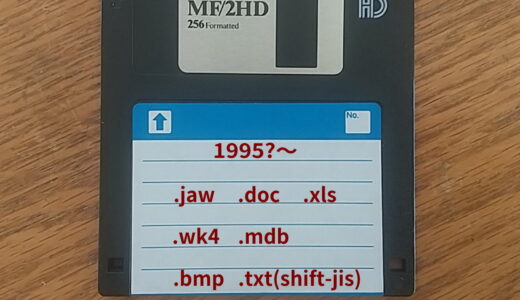 MF/2HD
256 Formatted
HD
No.
1995?～
.jaw .doc .xls
.wk4 .mdb
.bmp .txt(shift-jis)